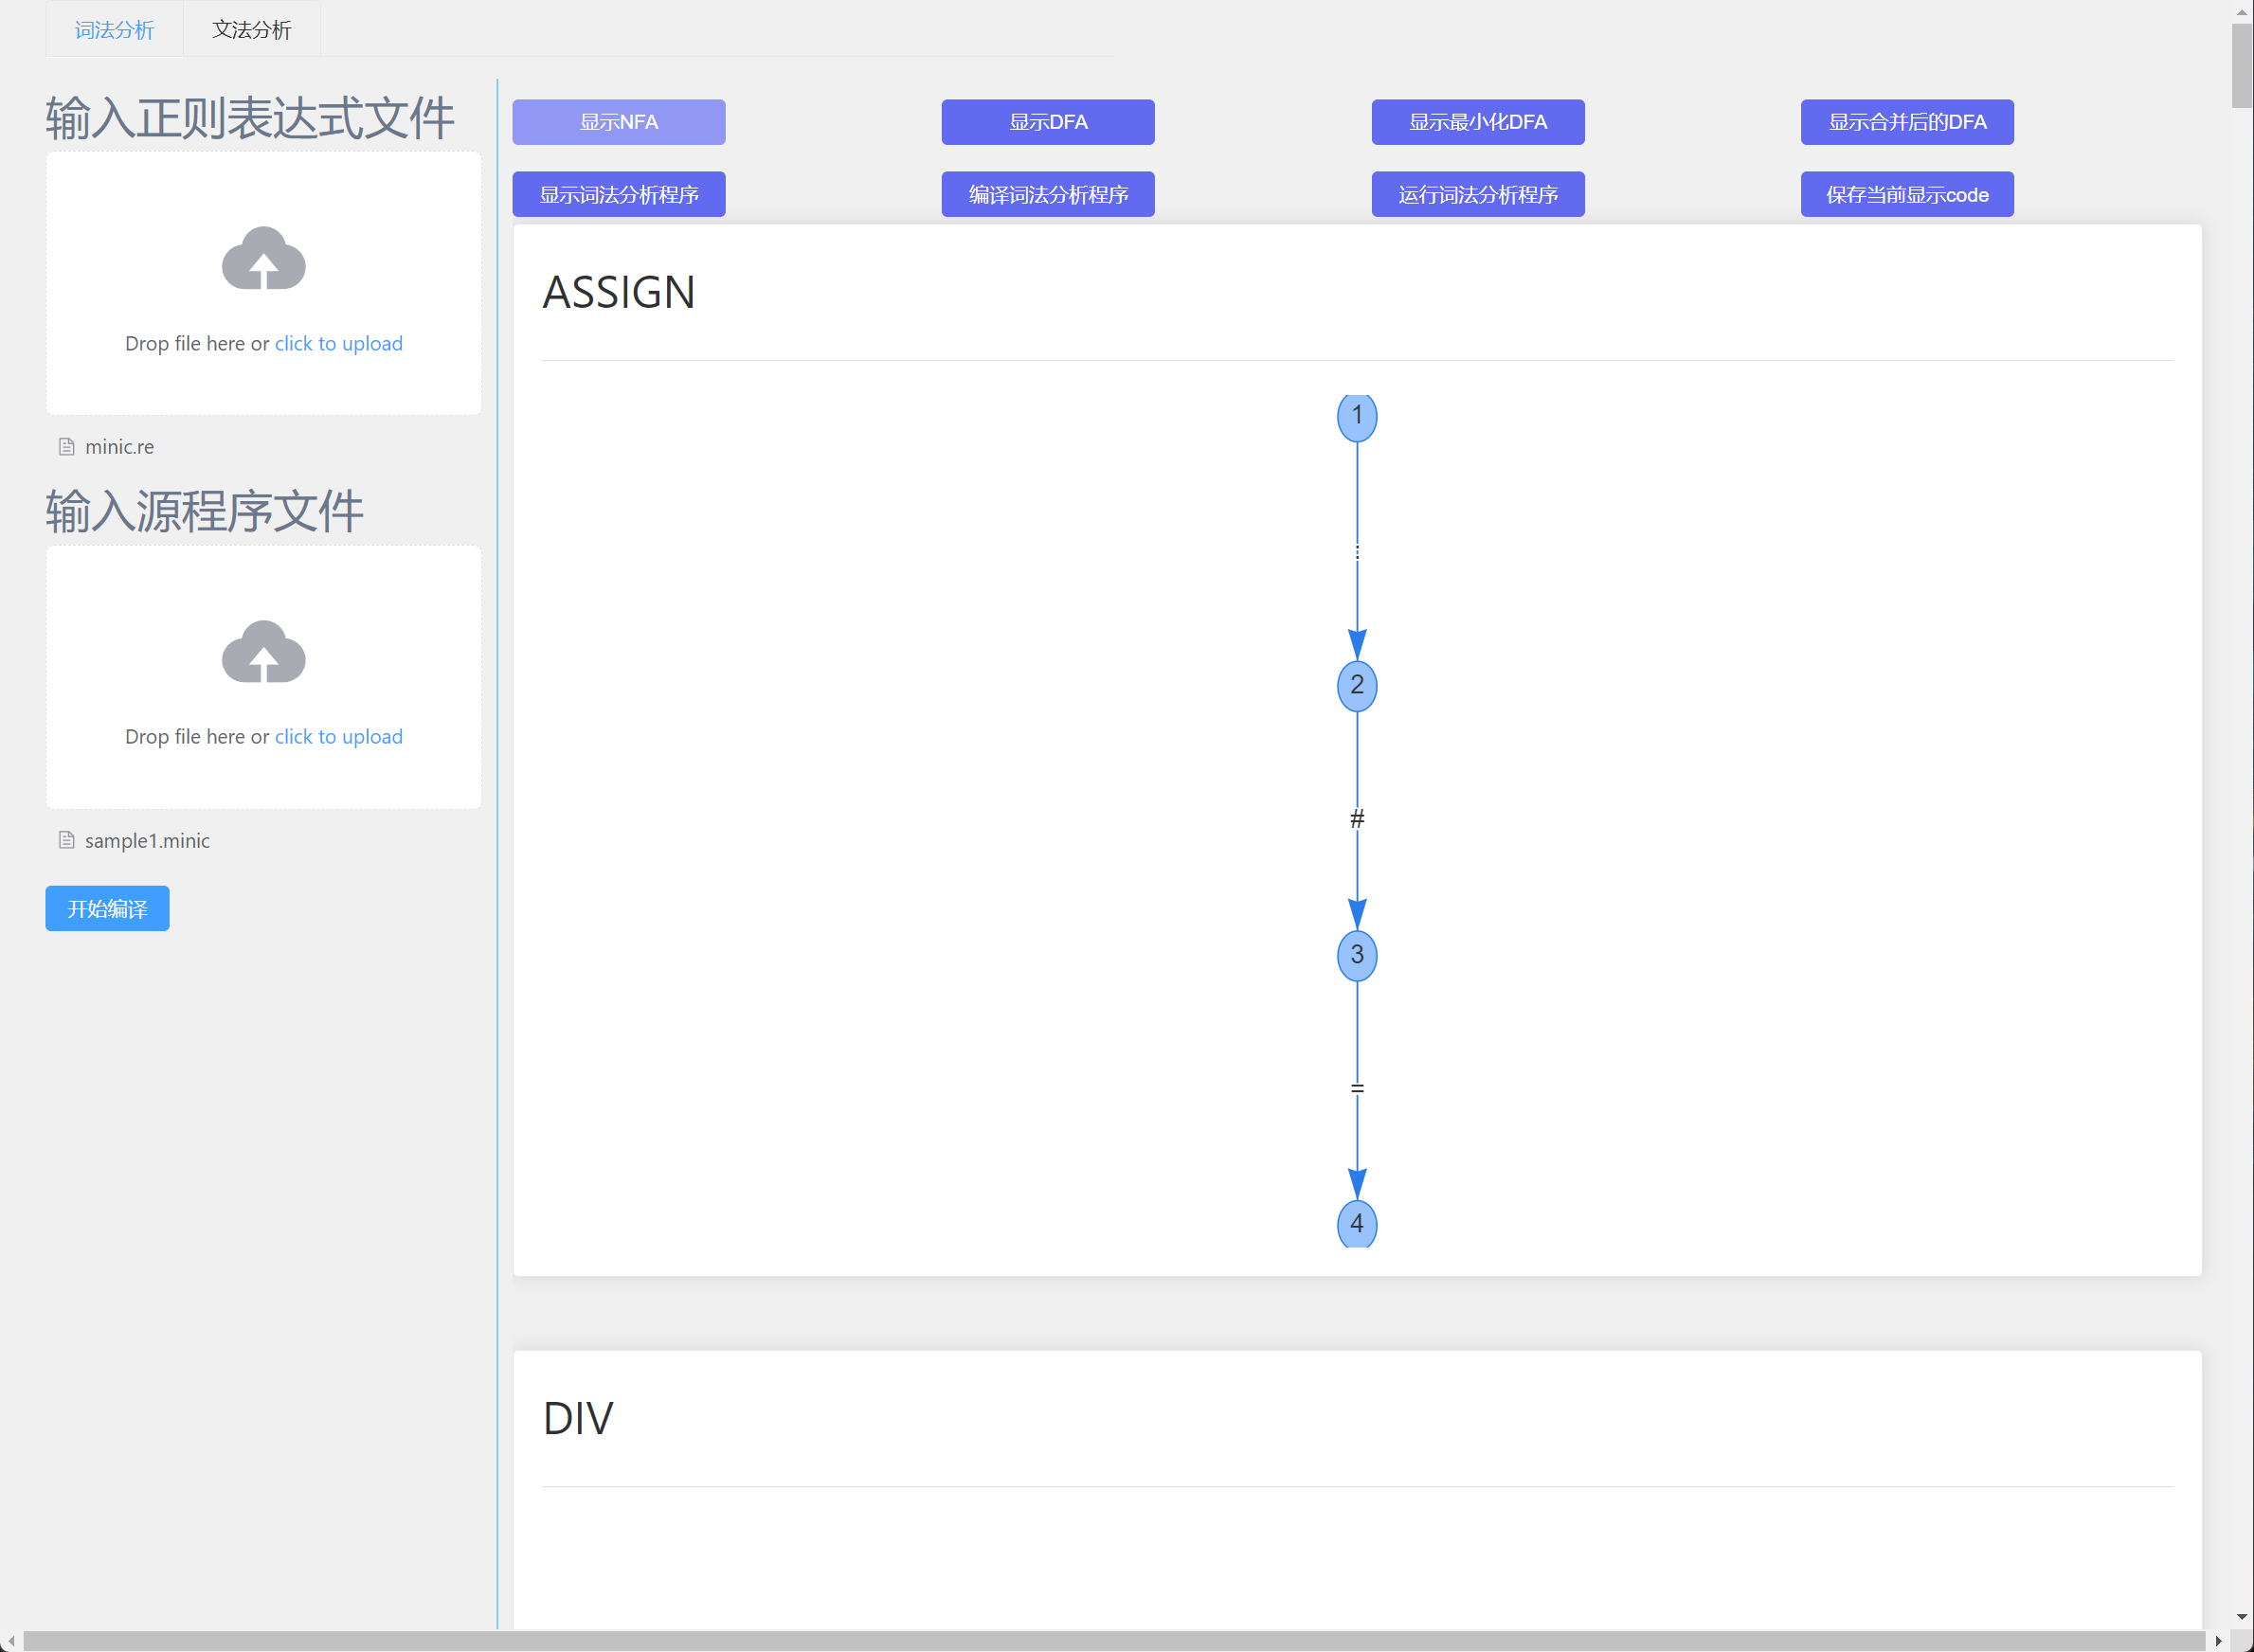 词法分析 文法分析
输入正则表达式文件
Drop file here or click to upload
minic.re
输入源程序文件
Drop file here or click to upload
sample1.minic
开始编译
显示NFA 显示DFA 显示最小化DFA 显示合并后的DFA
显示词法分析程序 编译词法分析程序 运行词法分析程序 保存当前显示code
ASSIGN
1
:
2
#
3
=
4
DIV